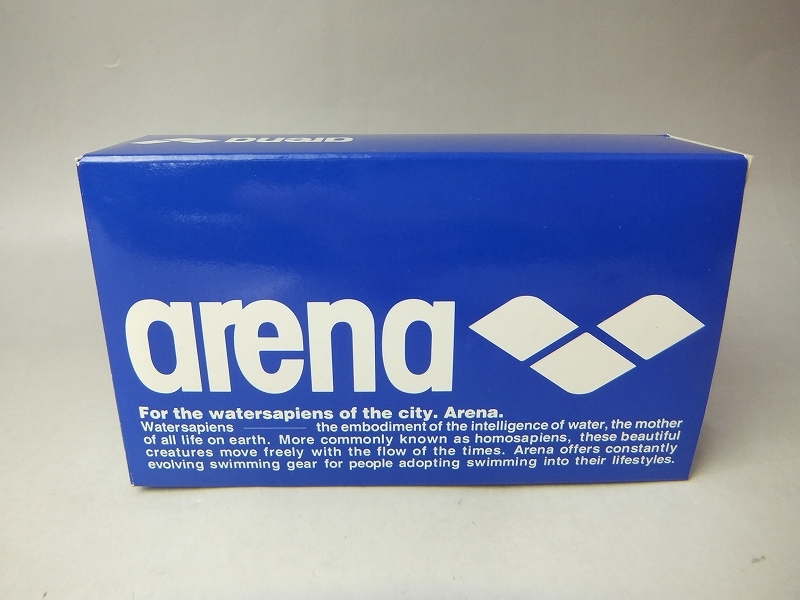 arena
arena
For the watersapiens of the city. Arena.
Watersapiens ——— the embodiment of the intelligence of water, the mother
of all life on earth. More commonly known as homosapiens, these beautiful
creatures move freely with the flow of the times. Arena offers constantly
evolving swimming gear for people adopting swimming into their lifestyles.